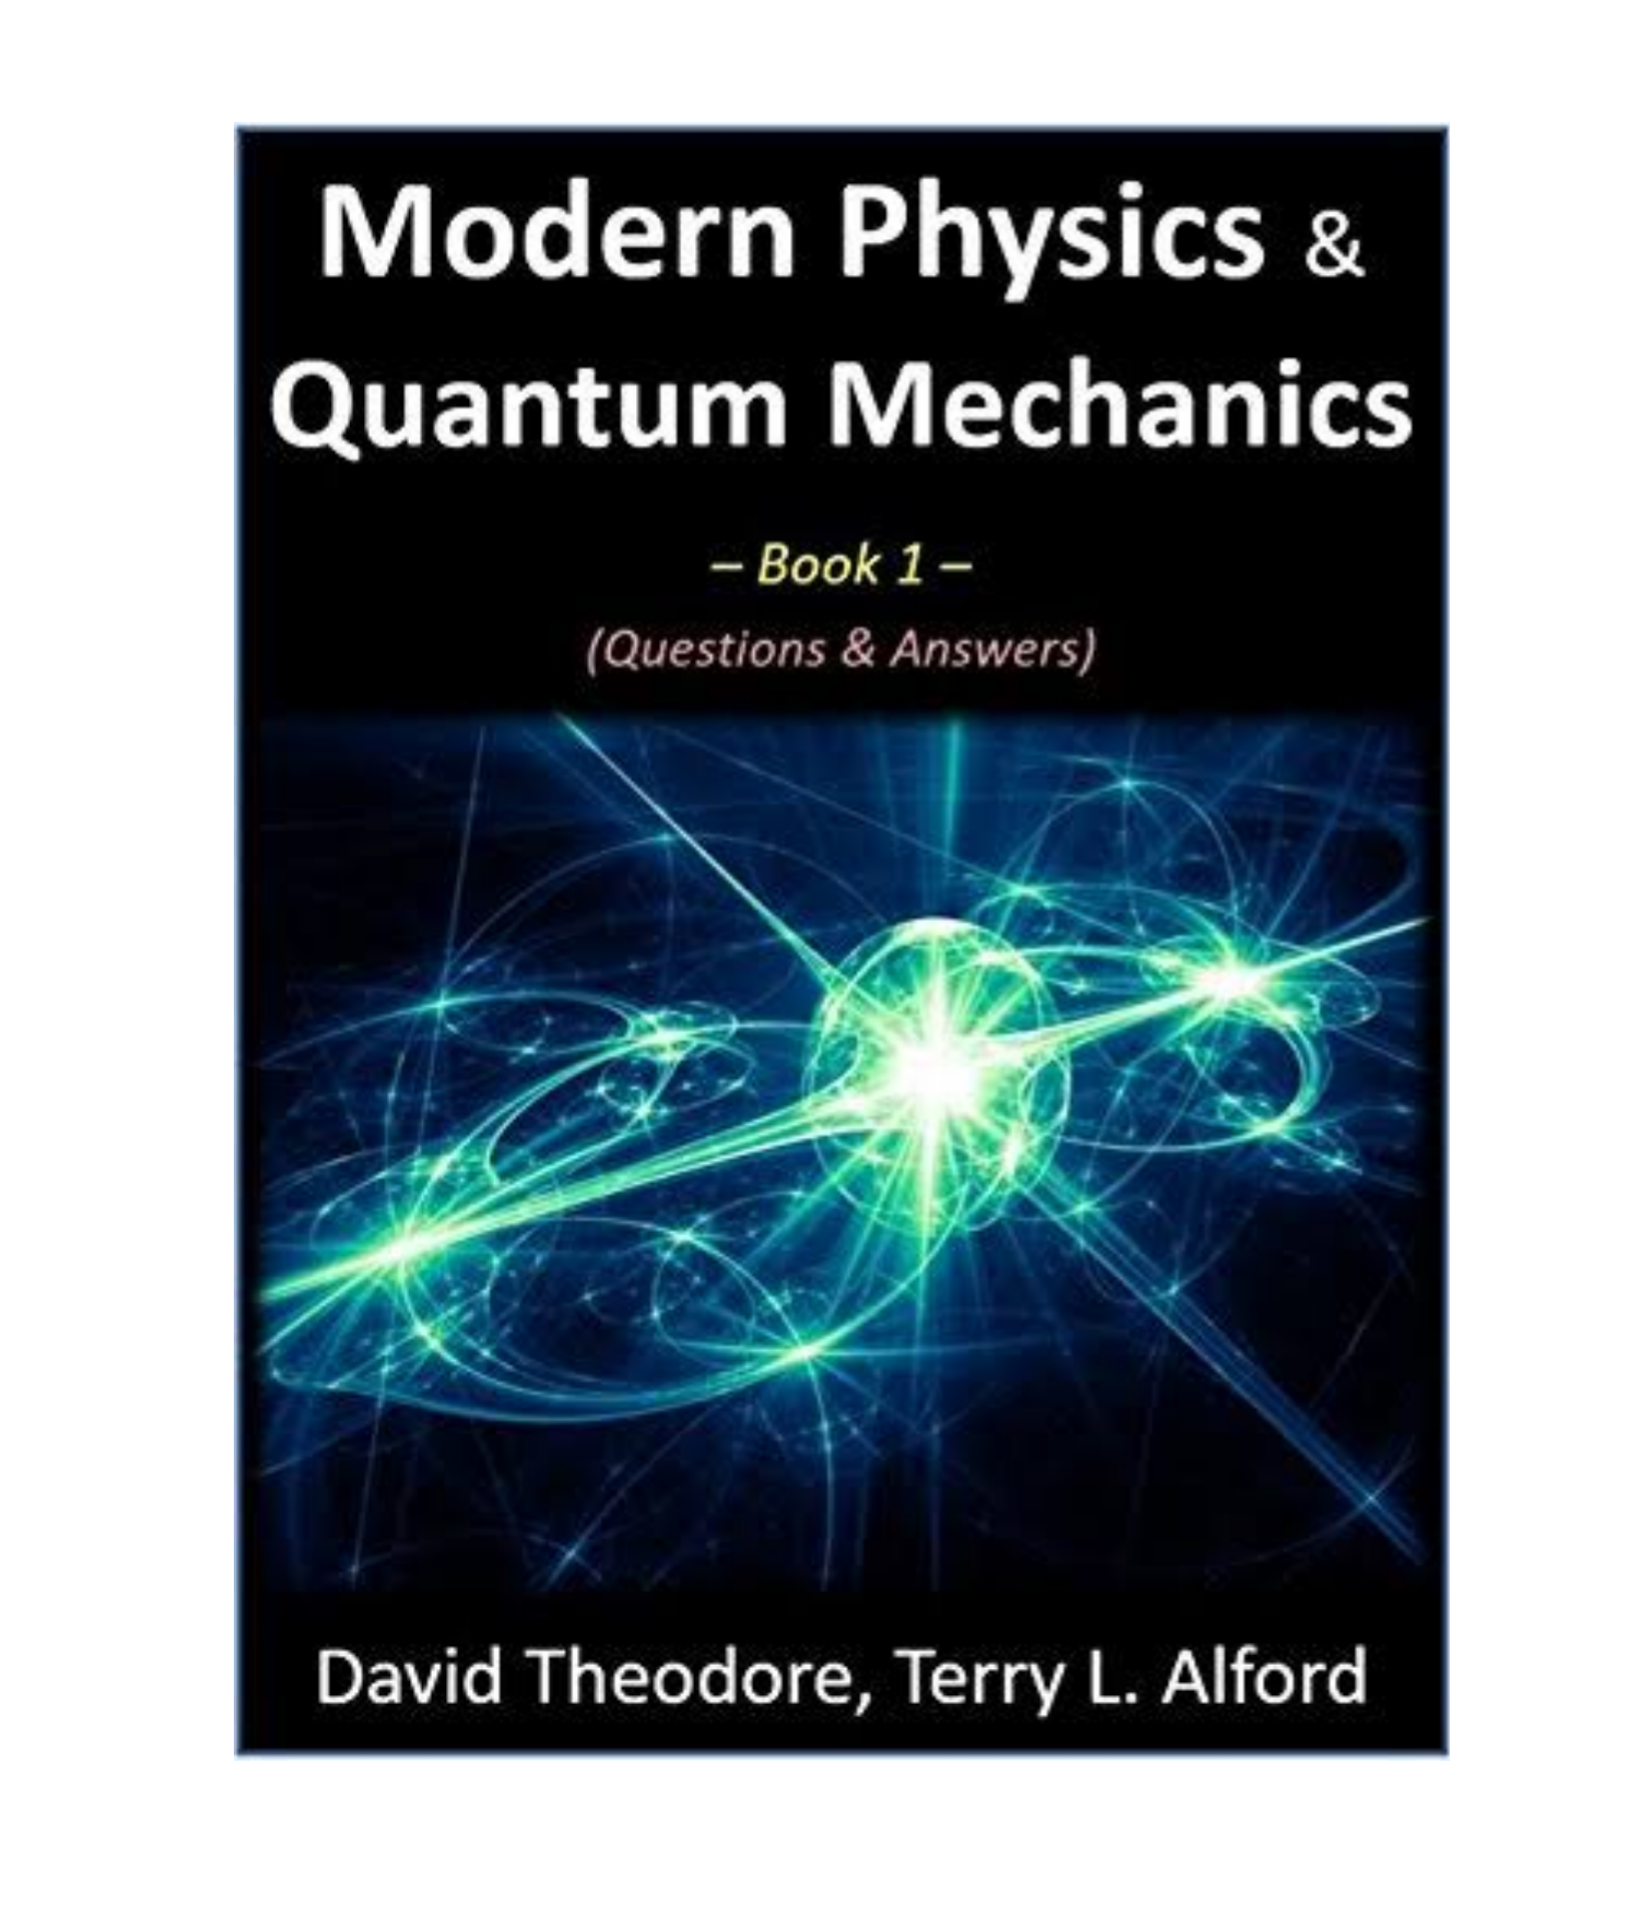 Modern Physics &
Quantum Mechanics
– Book 1 –
(Questions & Answers)
David Theodore, Terry L. Alford